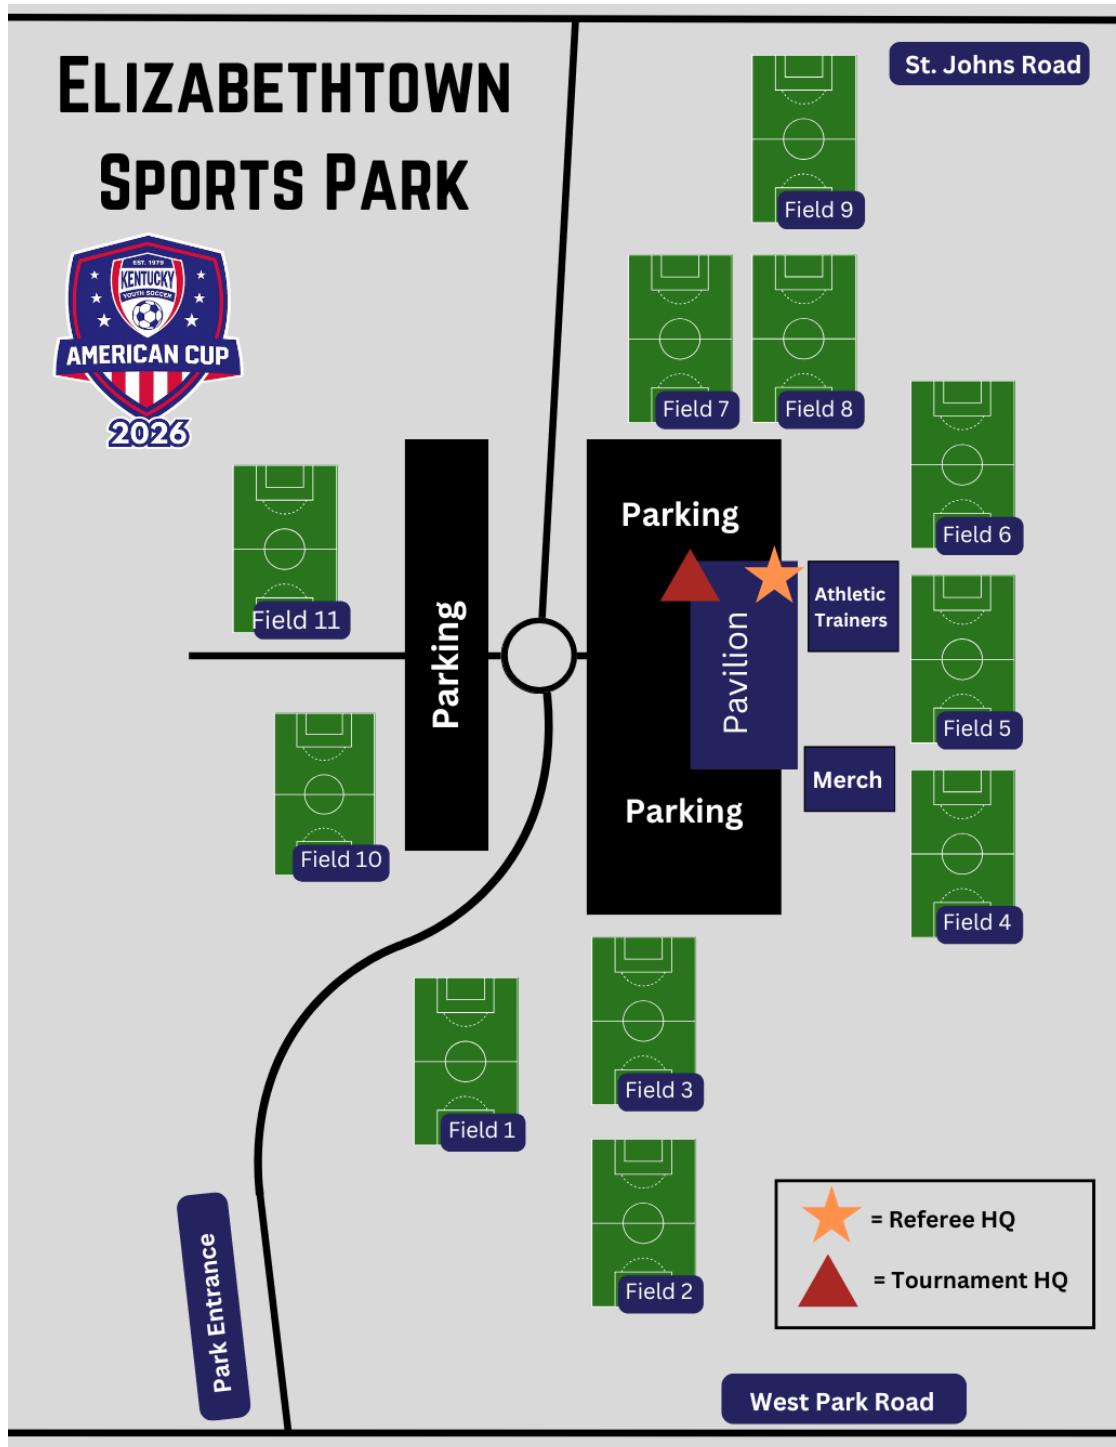 ELIZABETHTOWN
SPORTS PARK
St. Johns Road
EST. 1979
KENTUCKY
YOUTH SOCCER
AMERICAN CUP
2026
Field 9
Field 7
Field 8
Field 6
Parking
Field 11
Parking
Pavilion
Athletic
Trainers
Field 5
Merch
Parking
Field 10
Field 4
Field 3
Field 1
Field 2
= Referee HQ
= Tournament HQ
Park Entrance
West Park Road